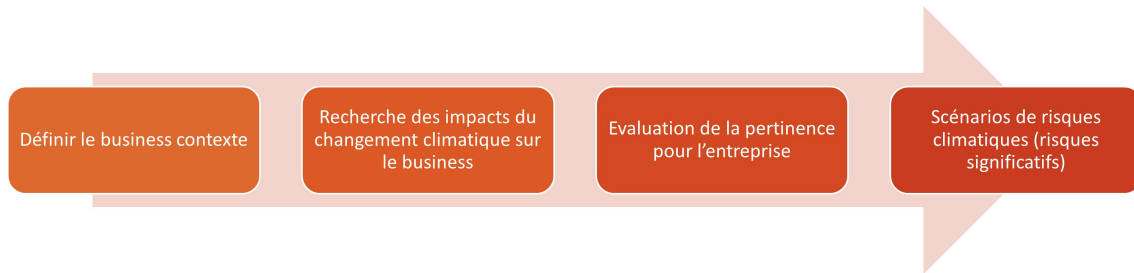 Définir le business contexte
Recherche des impacts du
changement climatique sur
le business
Evaluation de la pertinence
pour l'entreprise
Scénarios de risques
climatiques (risques
significatifs)